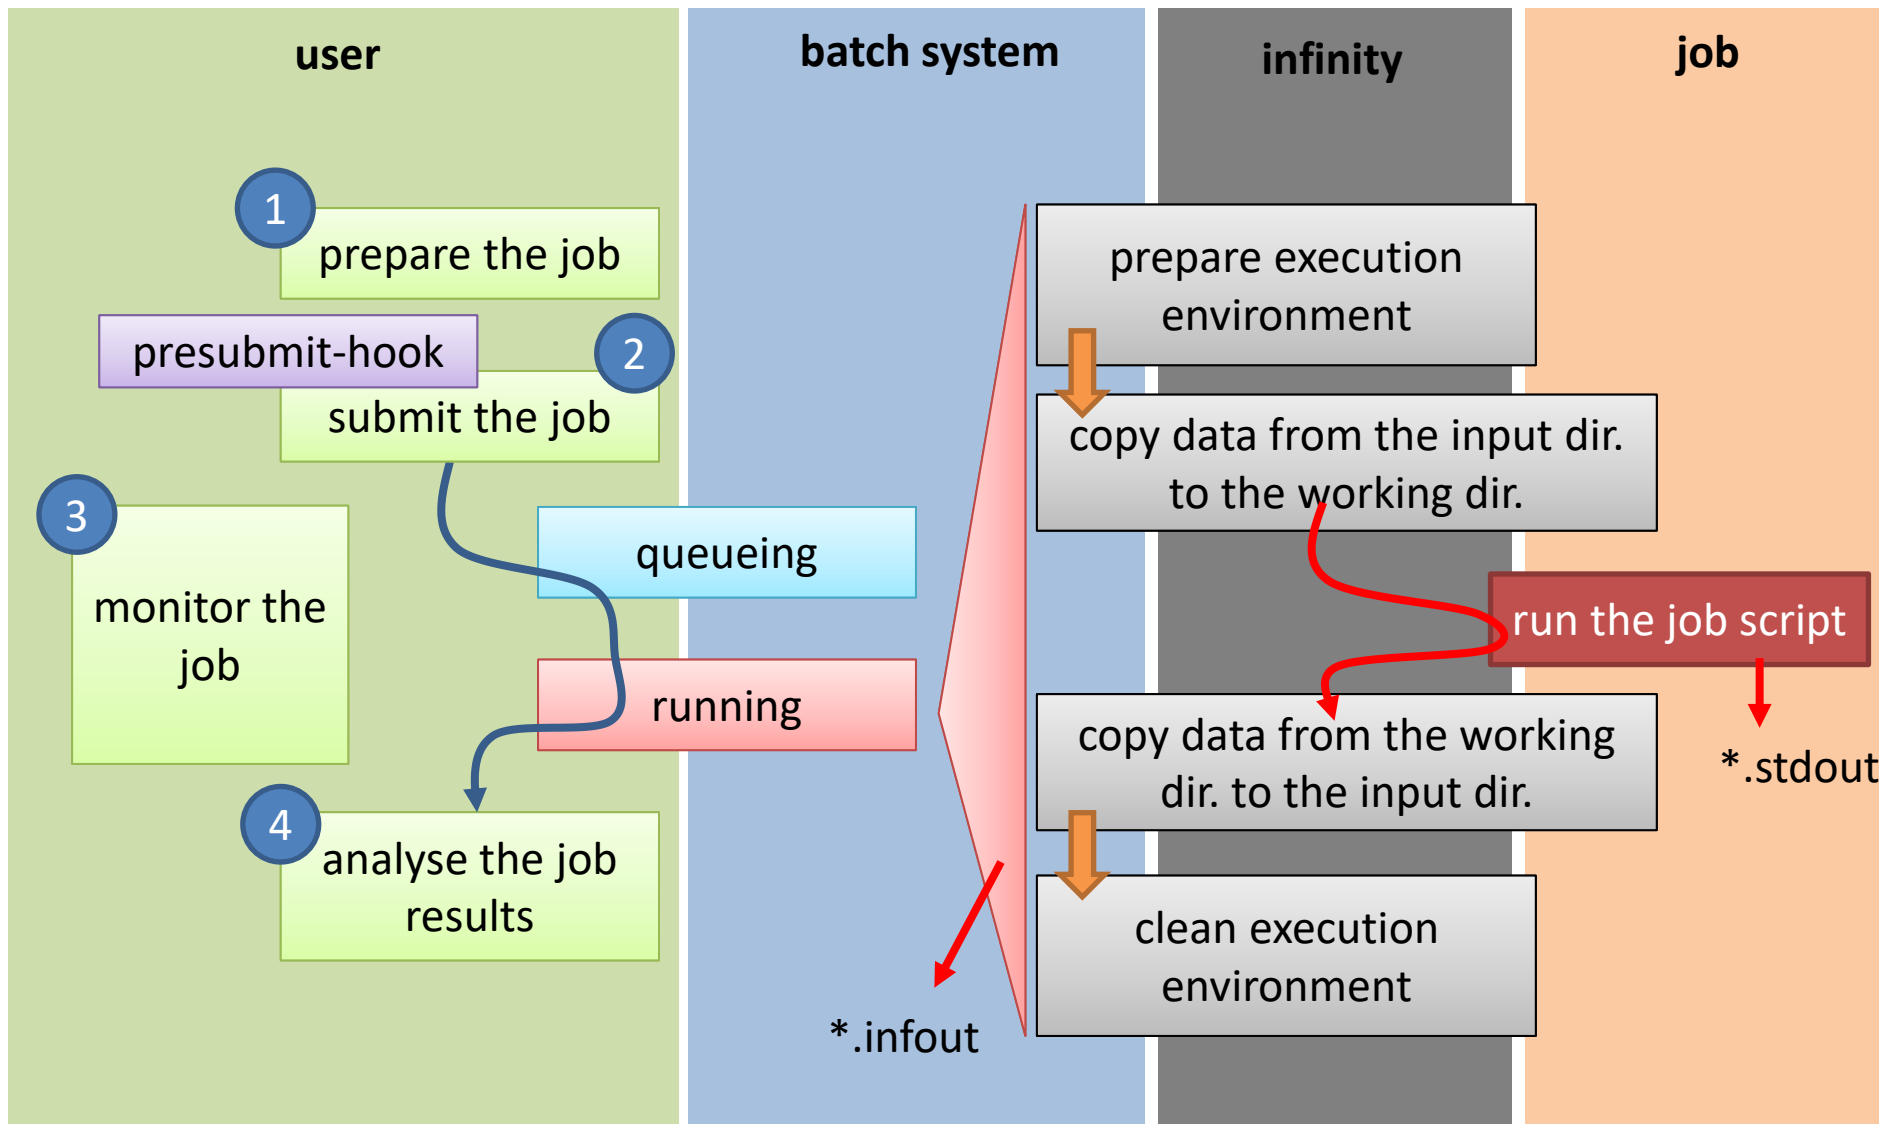 user
batch system
infinity
job
1
prepare the job
presubmit-hook
2
submit the job
3
monitor the
job
queueing
running
4
analyse the job
results
prepare execution
environment
copy data from the input dir.
to the working dir.
run the job script
*.stdout
copy data from the working
dir. to the input dir.
clean execution
environment
*.infout